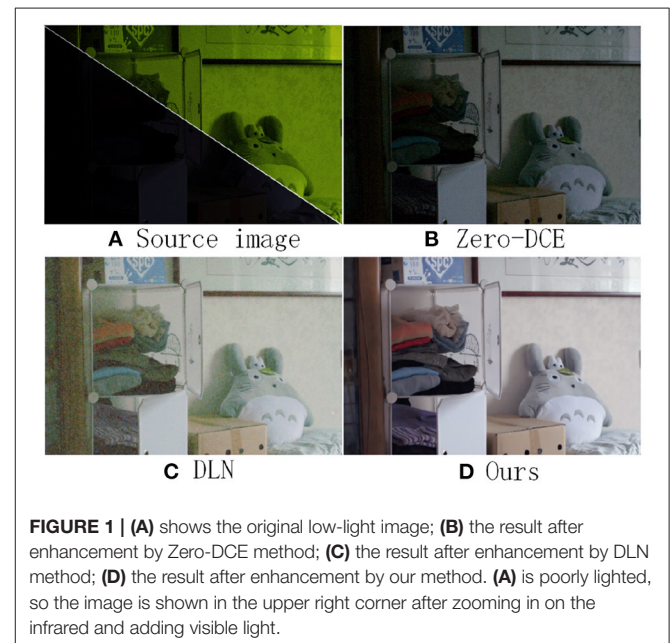 A Source image
B Zero-DCE
C DLN
D Ours
FIGURE 1 | (A) shows the original low-light image; (B) the result after
enhancement by Zero-DCE method; (C) the result after enhancement by DLN
method; (D) the result after enhancement by our method. (A) is poorly lighted,
so the image is shown in the upper right corner after zooming in on the
infrared and adding visible light.